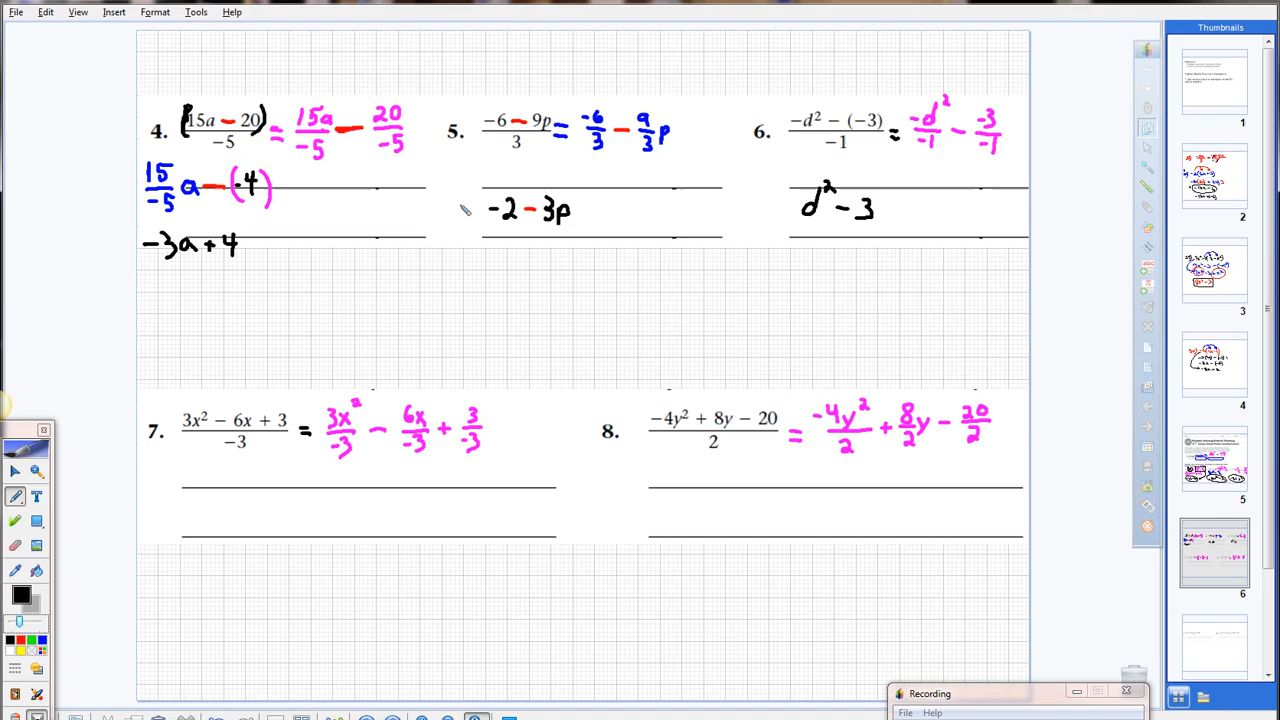 File Edit View Insert Format Tools Help
Thumbnails
4. (15a − 20) / -5 = 15a/-5 − 20/-5
15/-5 a − (-4)
-3a + 4
5. −6 − 9p / 3 = -6/3 − 9/3 p
-2 - 3p
6. −d² − (−3) / −1 = -d²/-1 − -3/-1
d² - 3
7. 3x² − 6x + 3 / −3 = 3x²/-3 − 6x/-3 + 3/-3
8. −4y² + 8y − 20 / 2 = -4y²/2 + 8/2 y − 20/2
1
2
3
4
5
6
Recording
File Help